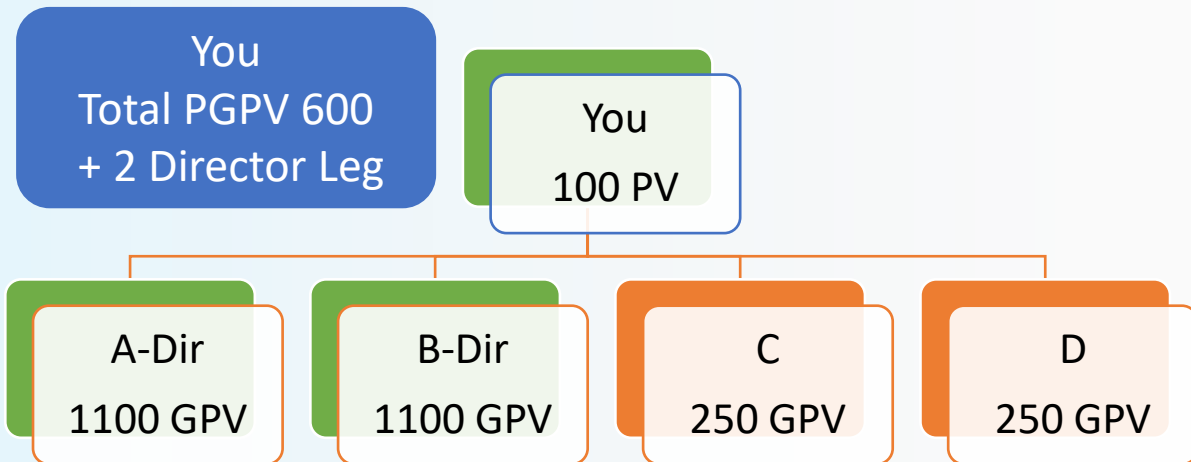 You
Total PGPV 600
+ 2 Director Leg
You
100 PV
A-Dir
1100 GPV
B-Dir
1100 GPV
C
250 GPV
D
250 GPV